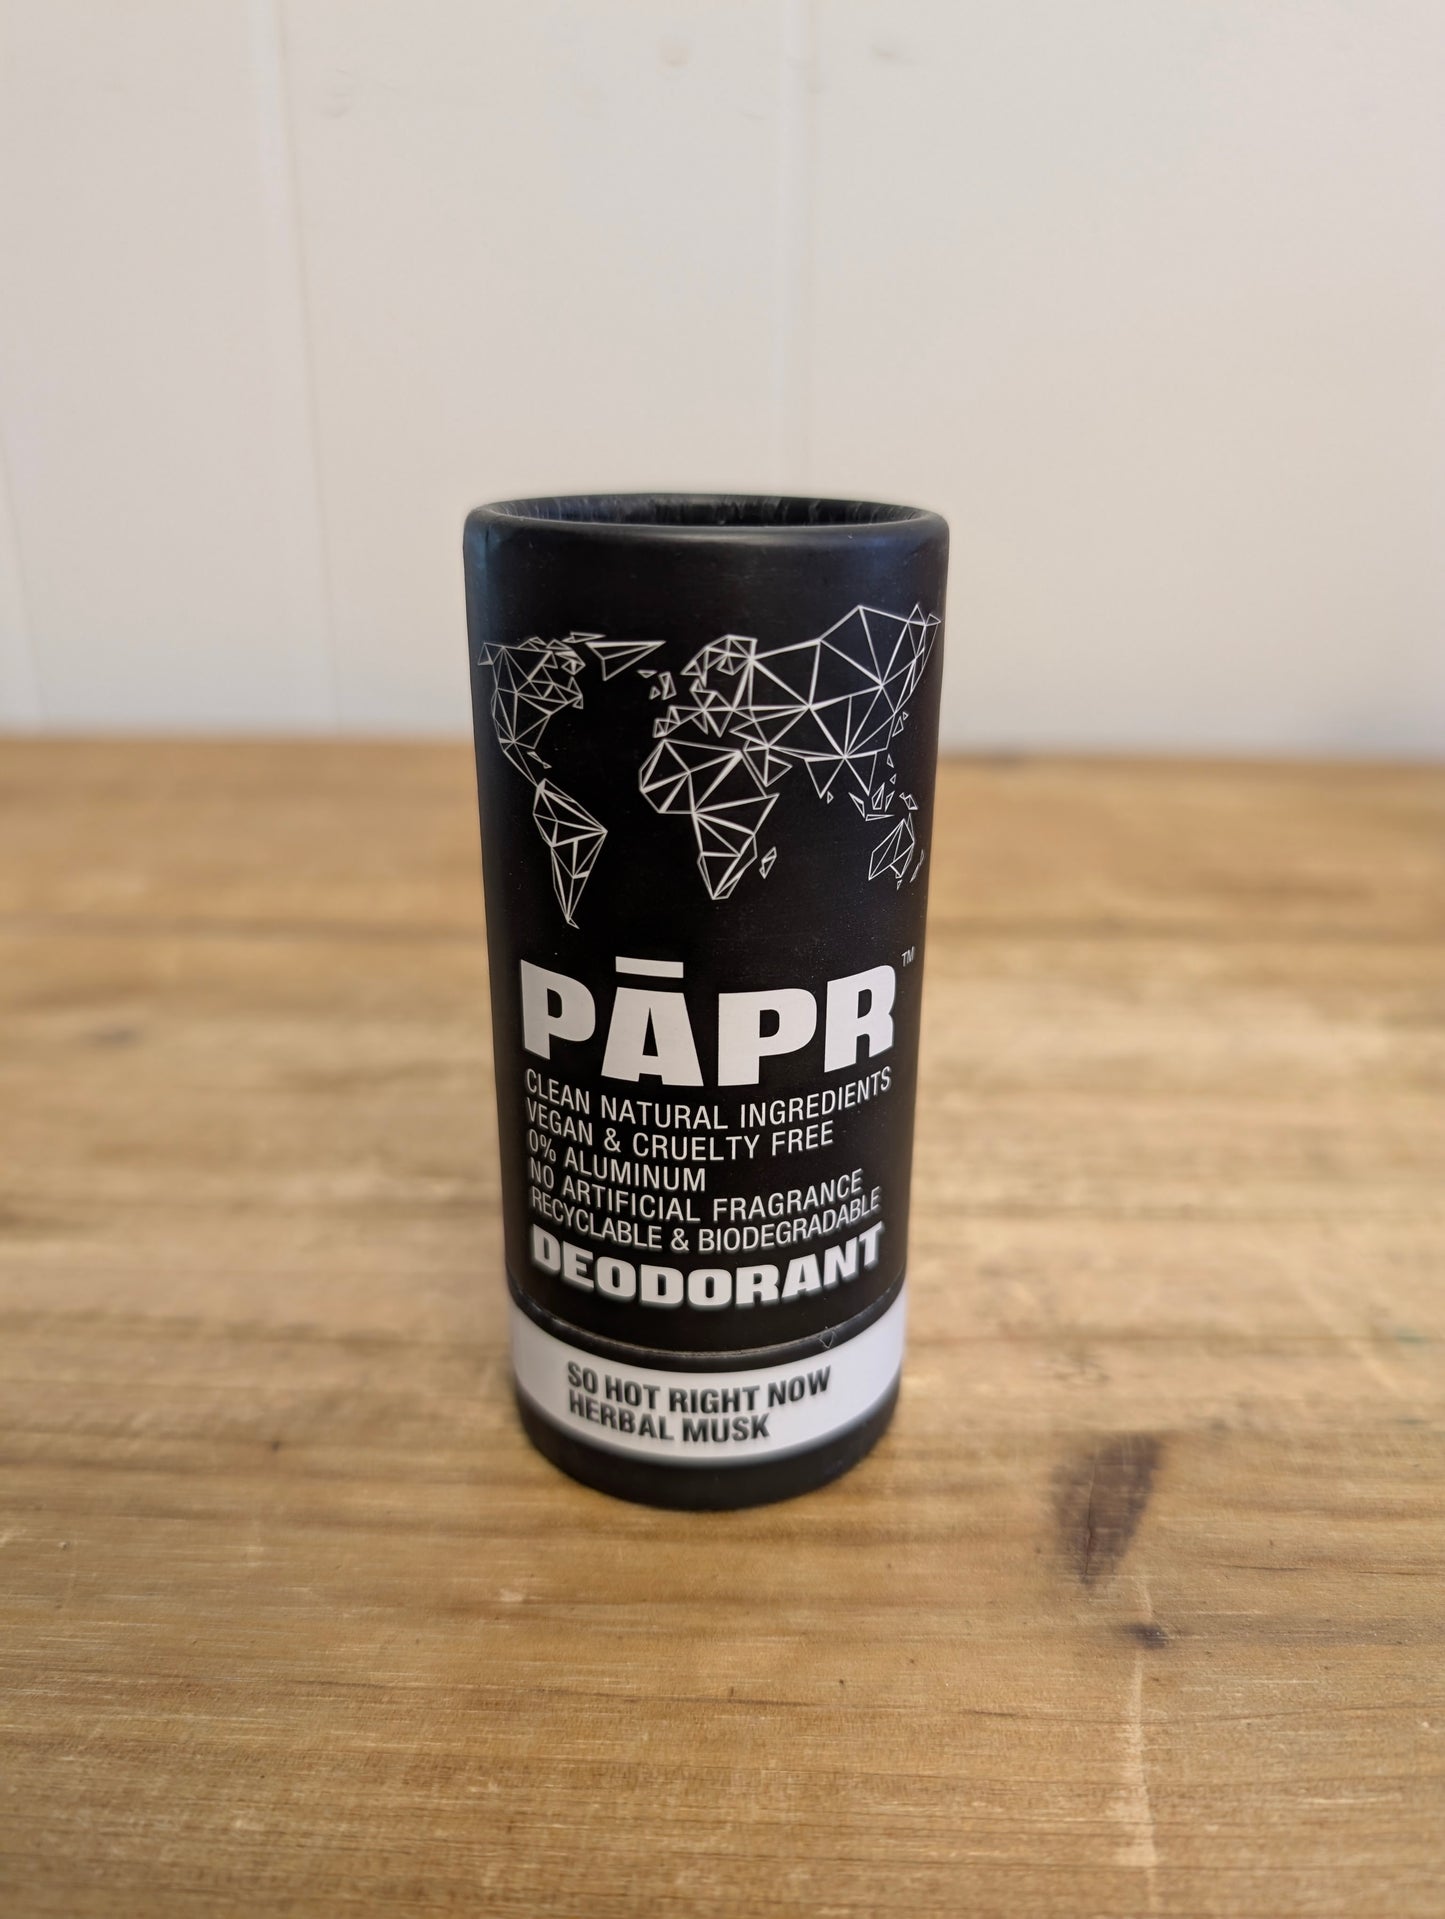 PĀPR™
CLEAN NATURAL INGREDIENTS
VEGAN & CRUELTY FREE
0% ALUMINUM
NO ARTIFICIAL FRAGRANCE
RECYCLABLE & BIODEGRADABLE
DEODORANT
SO HOT RIGHT NOW
HERBAL MUSK